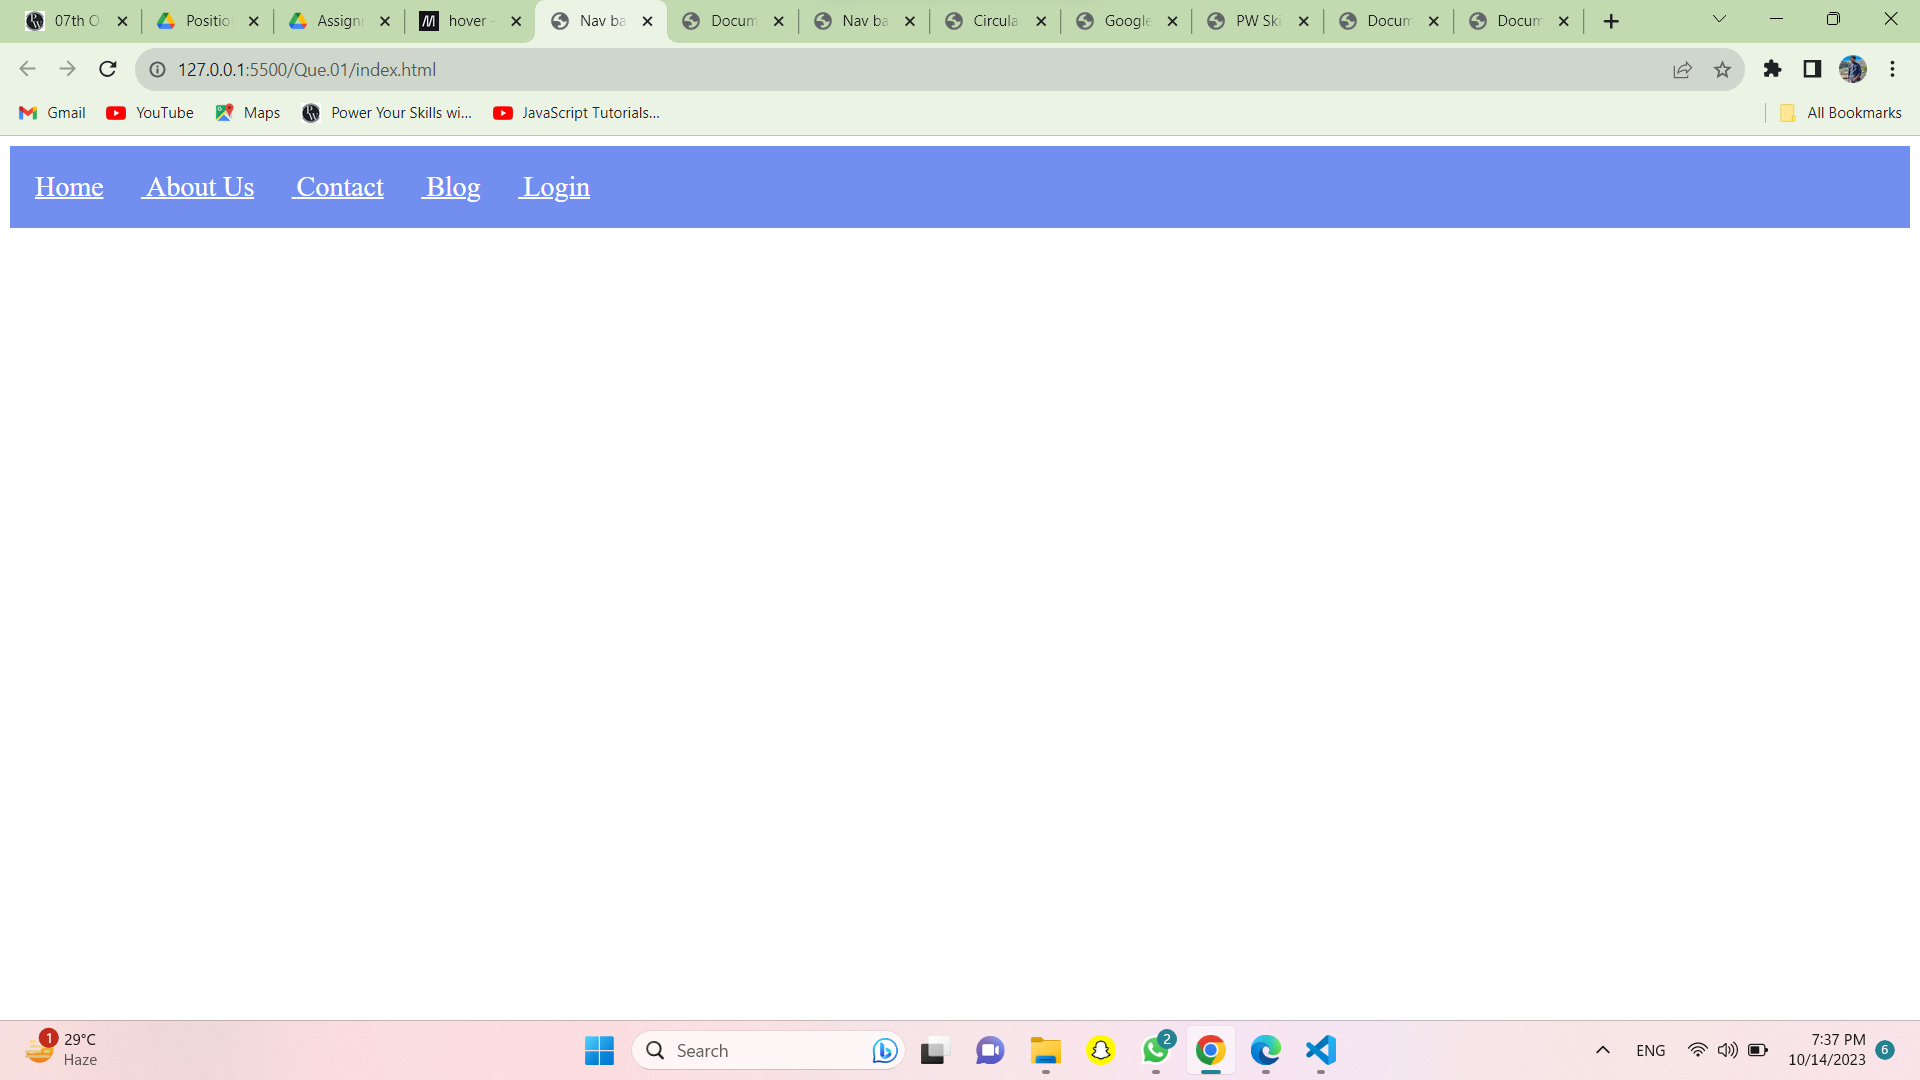 07th O
Positio
Assign
hover -
Nav ba
Docum
Nav ba
Circula
Google
PW Ski
Docum
Docum
127.0.0.1:5500/Que.01/index.html
Gmail YouTube Maps Power Your Skills wi... JavaScript Tutorials... All Bookmarks
Home About Us Contact Blog Login
1
29°C
Haze
Search
2
ENG
7:37 PM
10/14/2023
6